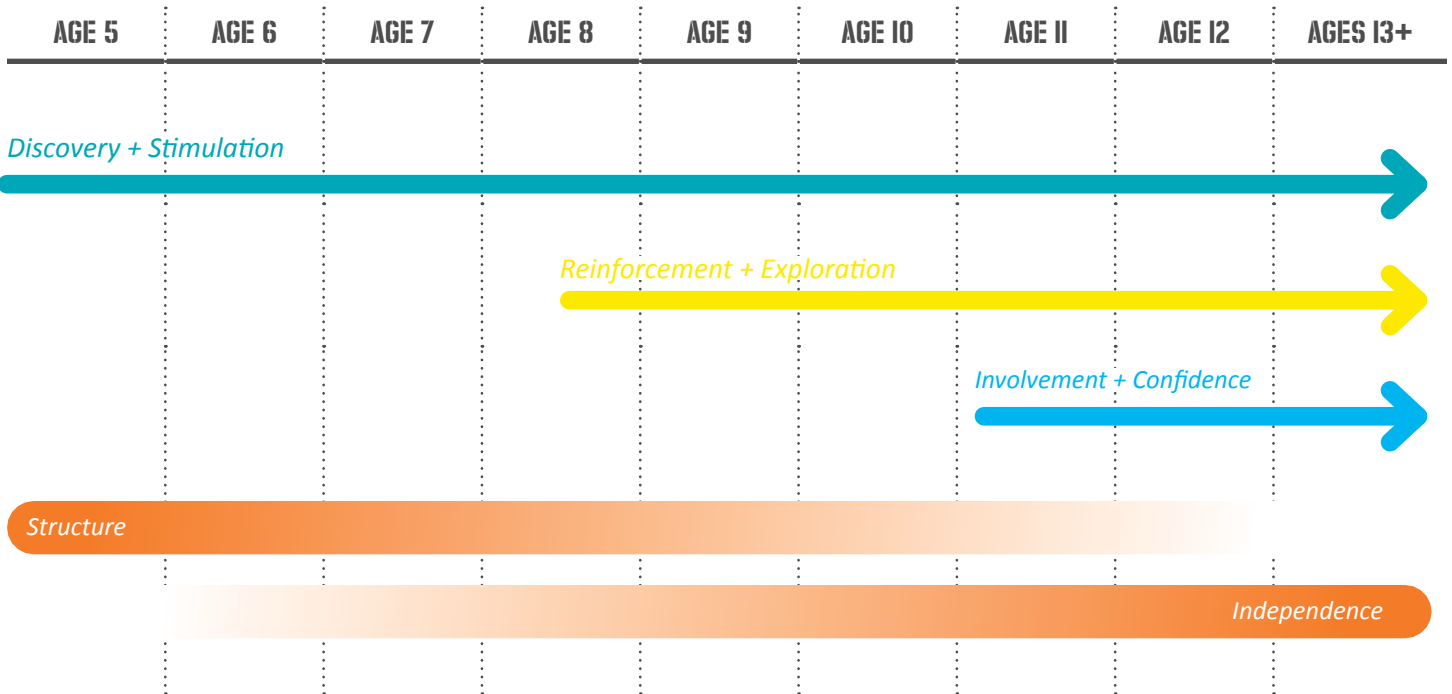 AGE 5 AGE 6 AGE 7 AGE 8 AGE 9 AGE 10 AGE 11 AGE 12 AGES 13+
Discovery + Stimulation
Reinforcement + Exploration
Involvement + Confidence
Structure
Independence